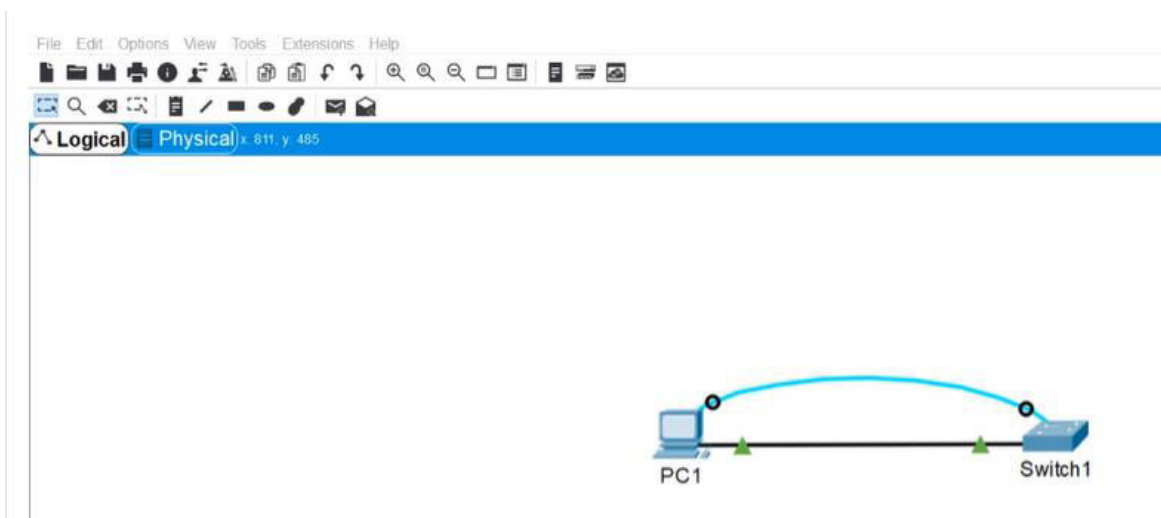 File Edit Options View Tools Extensions Help
Logical Physical x: 811, y: 485
PC1
Switch1